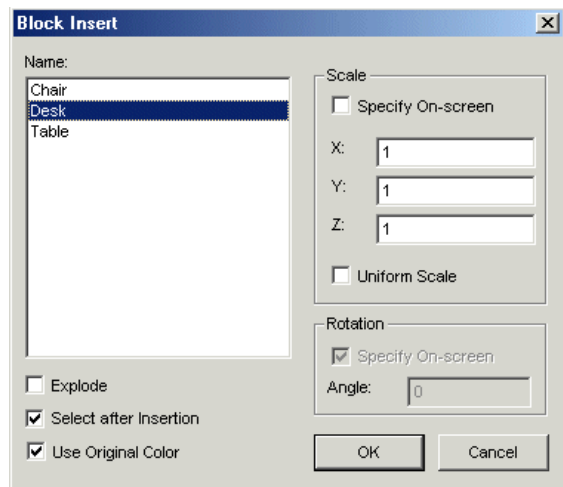 Block Insert
Name:
Chair
Desk
Table
Explode
Select after Insertion
Use Original Color
Scale
Specify On-screen
X: 1
Y: 1
Z: 1
Uniform Scale
Rotation
Specify On-screen
Angle: 0
OK Cancel